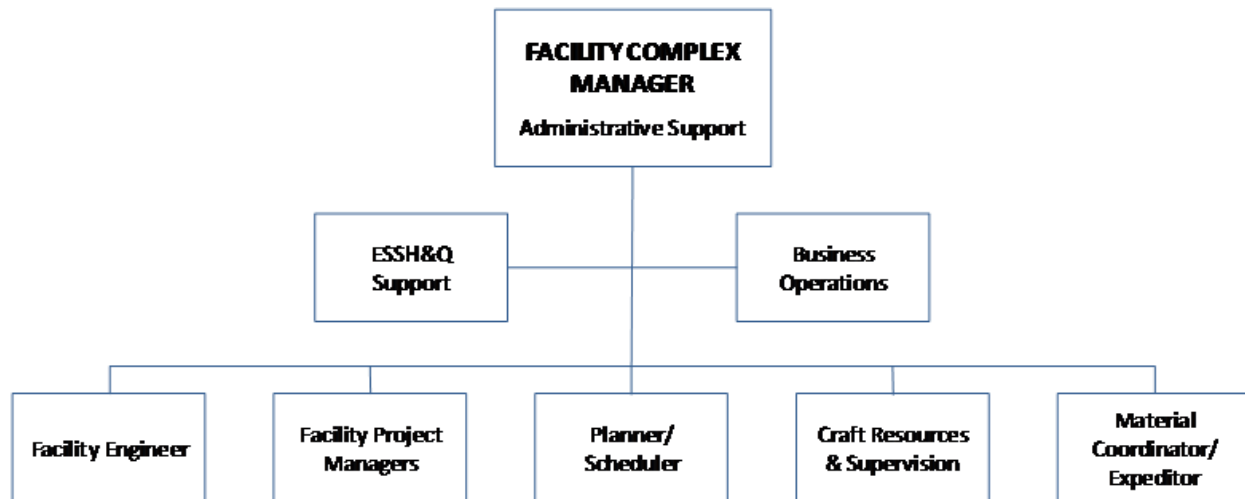 FACILITY COMPLEX
MANAGER
Administrative Support
ESSH&Q
Support
Business
Operations
Facility Engineer
Facility Project
Managers
Planner/
Scheduler
Craft Resources
& Supervision
Material
Coordinator/
Expeditor